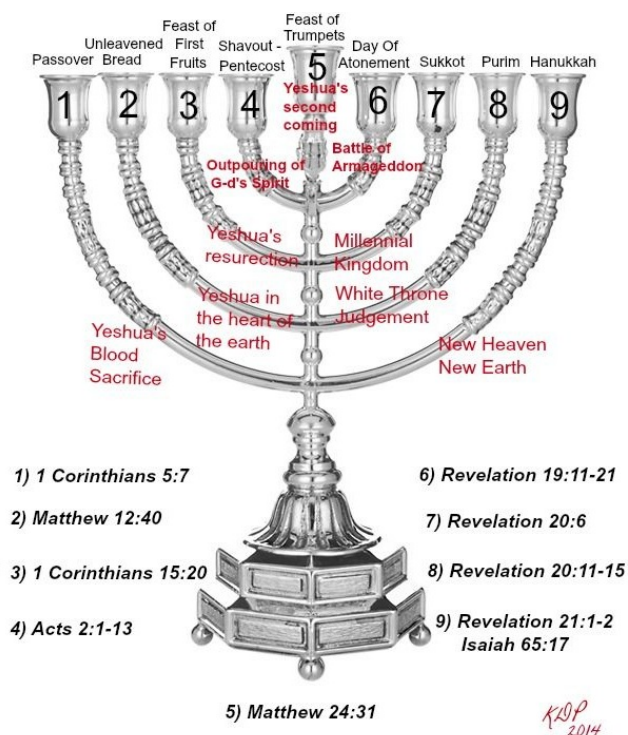 Passover
Unleavened
Bread
Feast of
First
Fruits
Shavout -
Pentecost
Feast of
Trumpets
Day Of
Atonement
Sukkot
Purim
Hanukkah
1
2
3
4
5
6
7
8
9
Yeshua's
second
coming
Outpouring of
G-d's Spirit
Battle of
Armageddon
Yeshua's
resurection
Millennial
Kingdom
Yeshua in
the heart of
the earth
White Throne
Judgement
Yeshua's
Blood
Sacrifice
New Heaven
New Earth
1) 1 Corinthians 5:7
2) Matthew 12:40
3) 1 Corinthians 15:20
4) Acts 2:1-13
5) Matthew 24:31
6) Revelation 19:11-21
7) Revelation 20:6
8) Revelation 20:11-15
9) Revelation 21:1-2
Isaiah 65:17
KDP
2014